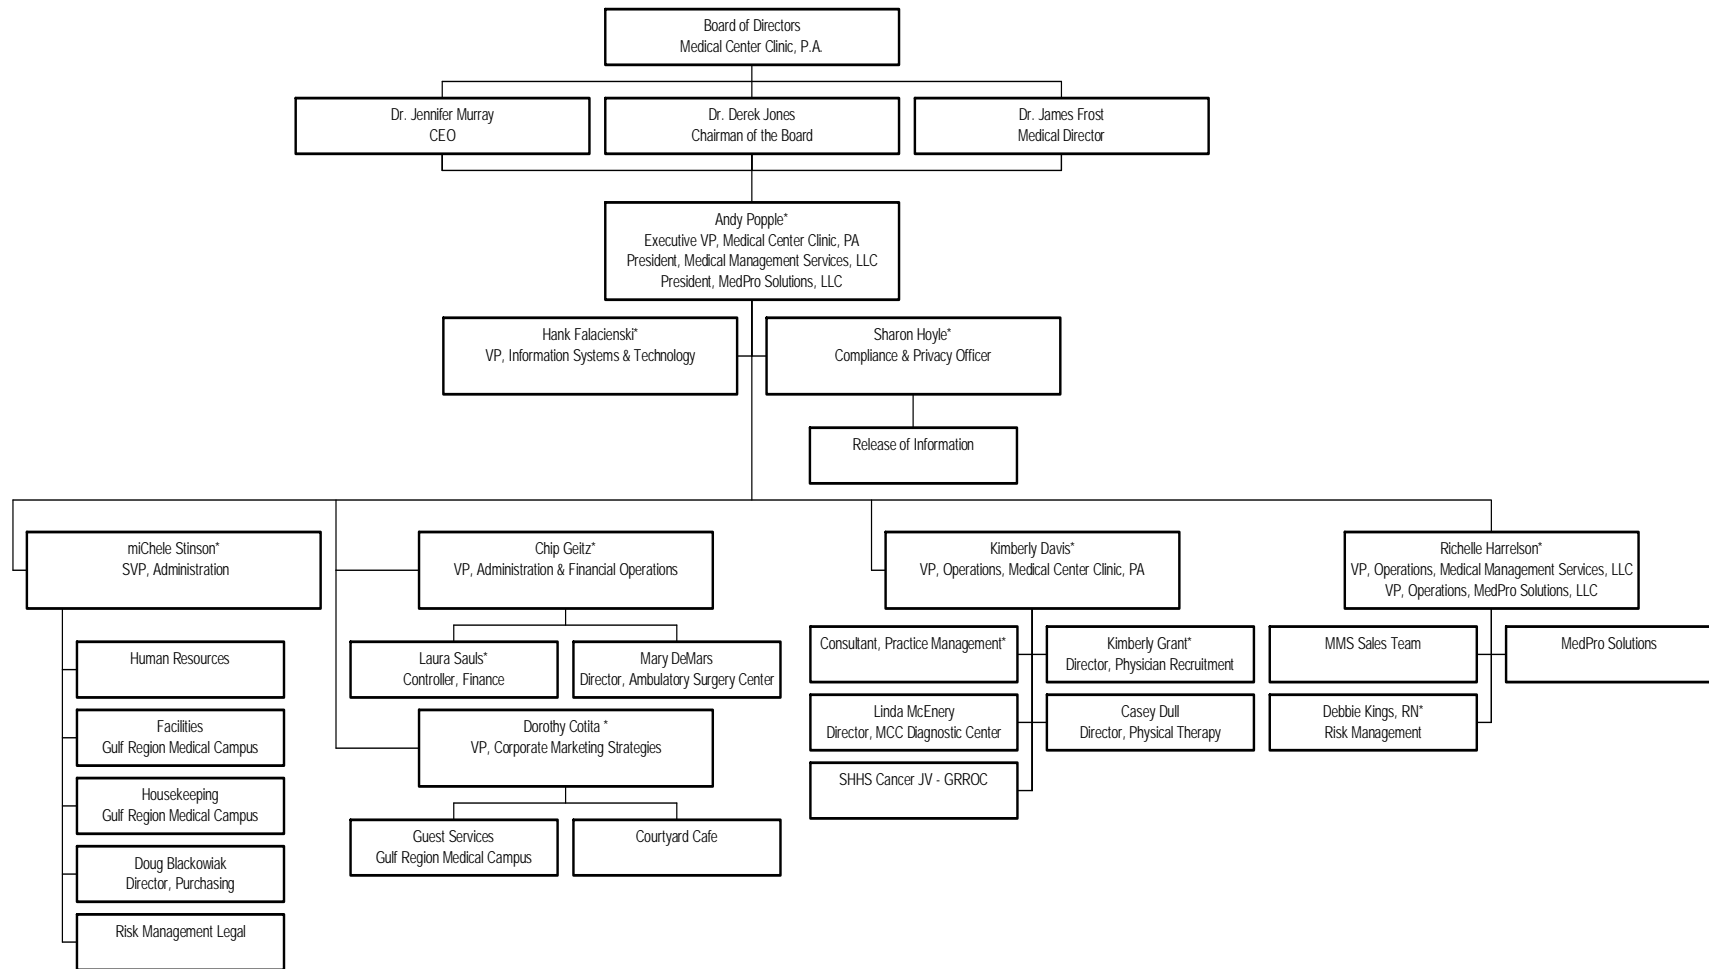 Board of Directors
Medical Center Clinic, P.A.
Dr. Jennifer Murray
CEO
Dr. Derek Jones
Chairman of the Board
Dr. James Frost
Medical Director
Andy Popple*
Executive VP, Medical Center Clinic, PA
President, Medical Management Services, LLC
President, MedPro Solutions, LLC
Hank Falacienski*
VP, Information Systems & Technology
Sharon Hoyle*
Compliance & Privacy Officer
Release of Information
miChele Stinson*
SVP, Administration
Human Resources
Facilities
Gulf Region Medical Campus
Housekeeping
Gulf Region Medical Campus
Doug Blackowiak
Director, Purchasing
Risk Management Legal
Chip Geitz*
VP, Administration & Financial Operations
Laura Sauls*
Controller, Finance
Mary DeMars
Director, Ambulatory Surgery Center
Dorothy Cotita *
VP, Corporate Marketing Strategies
Guest Services
Gulf Region Medical Campus
Courtyard Cafe
Kimberly Davis*
VP, Operations, Medical Center Clinic, PA
Consultant, Practice Management*
Kimberly Grant*
Director, Physician Recruitment
Linda McEnery
Director, MCC Diagnostic Center
Casey Dull
Director, Physical Therapy
SHHS Cancer JV - GRROC
Richelle Harrelson*
VP, Operations, Medical Management Services, LLC
VP, Operations, MedPro Solutions, LLC
MMS Sales Team
MedPro Solutions
Debbie Kings, RN*
Risk Management